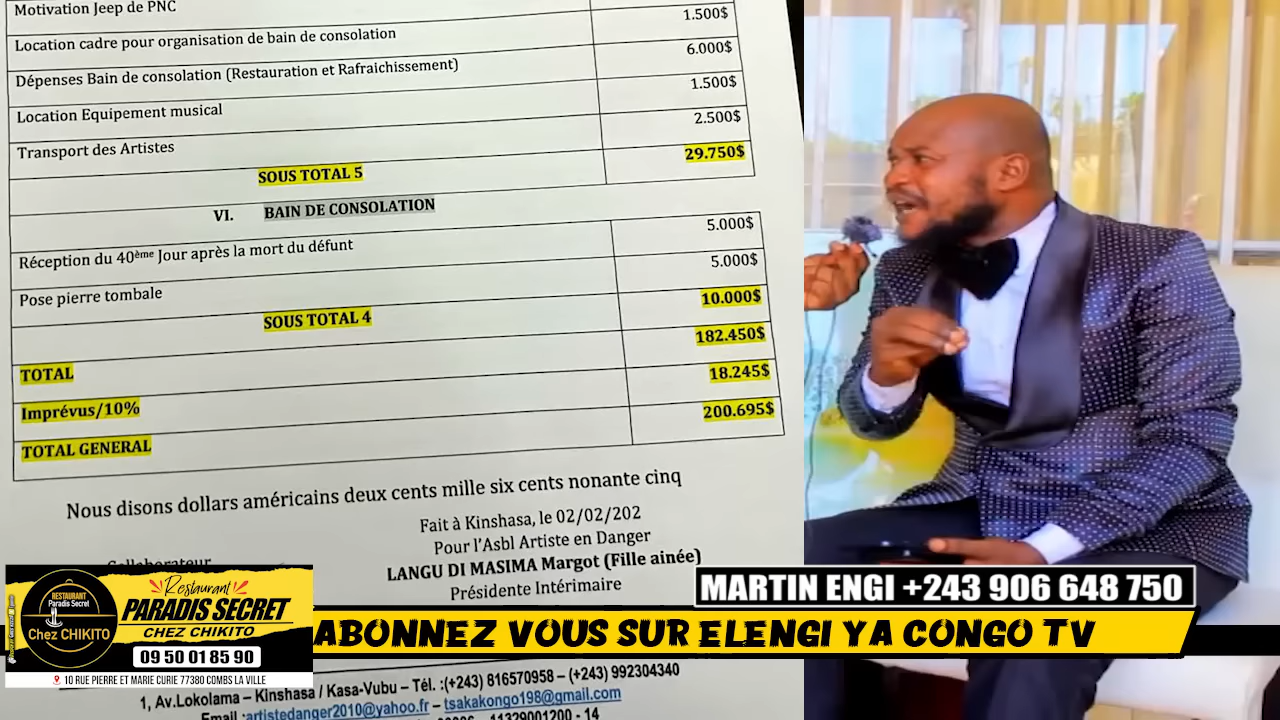 Motivation Jeep de PNC
1.500$
Location cadre pour organisation de bain de consolation
6.000$
Dépenses Bain de consolation (Restauration et Rafraichissement)
1.500$
Location Equipement musical
2.500$
Transport des Artistes
29.750$
SOUS TOTAL 5
VI. BAIN DE CONSOLATION
5.000$
Réception du 40ème Jour après la mort du défunt
5.000$
Pose pierre tombale
10.000$
SOUS TOTAL 4
182.450$
TOTAL
18.245$
Imprévus/10%
200.695$
TOTAL GENERAL
Nous disons dollars américains deux cents mille six cents nonante cinq
Fait à Kinshasa, le 02/02/202
Pour l'Asbl Artiste en Danger
Collaborateur
LANGU DI MASIMA Margot (Fille ainée)
Présidente Intérimaire
MARTIN ENGI +243 906 648 750
RESTAURANT
Paradis Secret
Chez CHIKITO
Restaurant
PARADIS SECRET
CHEZ CHIKITO
09 50 01 85 90
10 RUE PIERRE ET MARIE CURIE 77380 COMBS LA VILLE
ABONNEZ VOUS SUR ELENGI YA CONGO TV
1, Av.Lokolama – Kinshasa / Kasa-Vubu – Tél. :(+243) 816570958 – (+243) 992304340
Email :artistedanger2010@yahoo.fr – tsakakongo198@gmail.com
11329001200 - 14